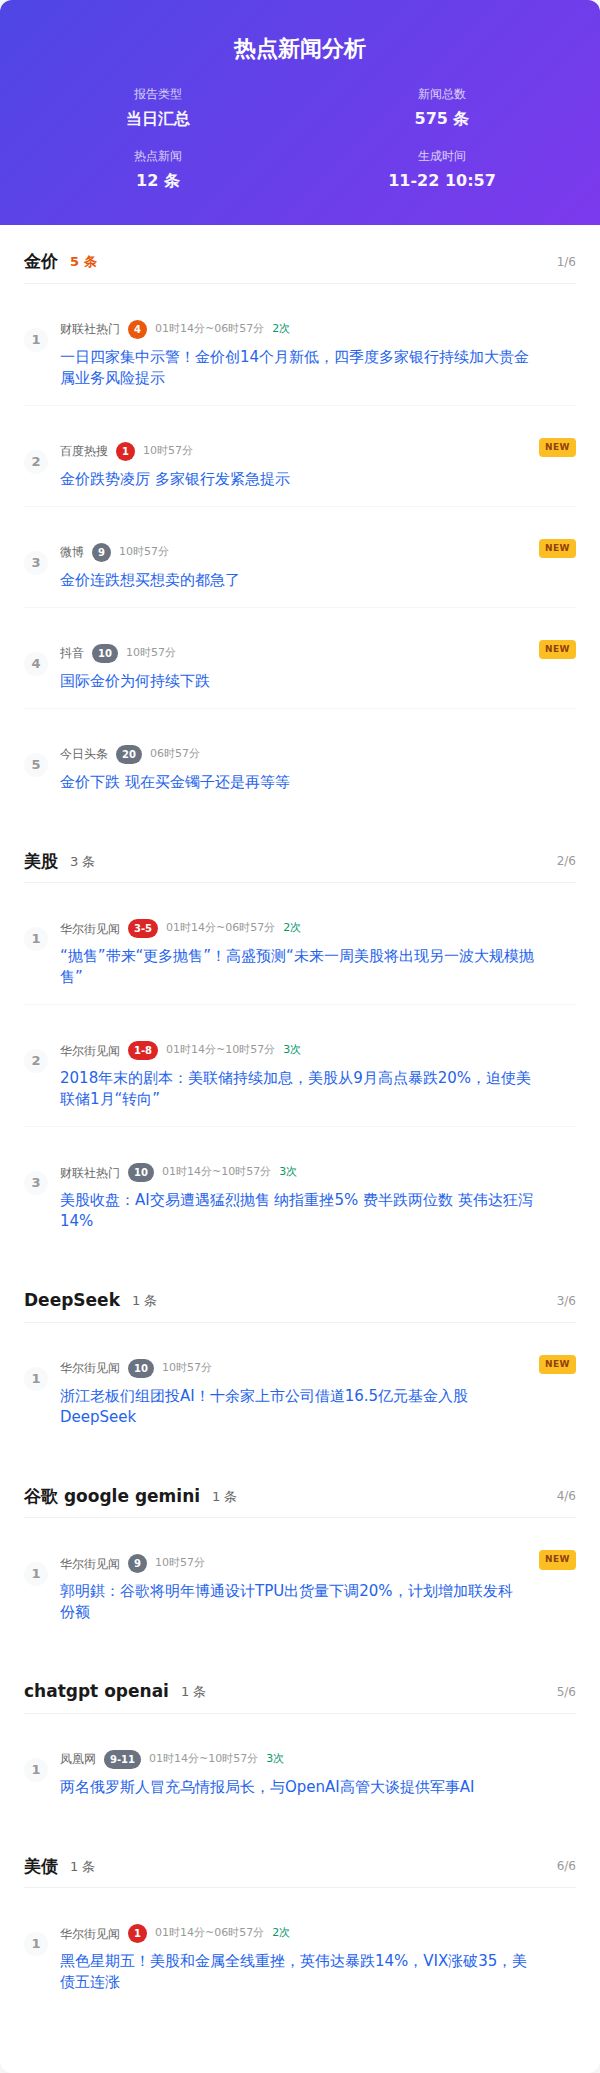 热点新闻分析
报告类型
新闻总数
当日汇总
575 条
热点新闻
生成时间
12 条
11-22 10:57
金价 5 条 1/6
1 财联社热门 4 01时14分~06时57分 2次
一日四家集中示警！金价创14个月新低，四季度多家银行持续加大贵金
属业务风险提示
2 百度热搜 1 10时57分 NEW
金价跌势凌厉 多家银行发紧急提示
3 微博 9 10时57分 NEW
金价连跌想买想卖的都急了
4 抖音 10 10时57分 NEW
国际金价为何持续下跌
5 今日头条 20 06时57分
金价下跌 现在买金镯子还是再等等
美股 3 条 2/6
1 华尔街见闻 3-5 01时14分~06时57分 2次
“抛售”带来“更多抛售”！高盛预测“未来一周美股将出现另一波大规模抛
售”
2 华尔街见闻 1-8 01时14分~10时57分 3次
2018年末的剧本：美联储持续加息，美股从9月高点暴跌20%，迫使美
联储1月“转向”
3 财联社热门 10 01时14分~10时57分 3次
美股收盘：AI交易遭遇猛烈抛售 纳指重挫5% 费半跌两位数 英伟达狂泻
14%
DeepSeek 1 条 3/6
1 华尔街见闻 10 10时57分 NEW
浙江老板们组团投AI！十余家上市公司借道16.5亿元基金入股
DeepSeek
谷歌 google gemini 1 条 4/6
1 华尔街见闻 9 10时57分 NEW
郭明錤：谷歌将明年博通设计TPU出货量下调20%，计划增加联发科
份额
chatgpt openai 1 条 5/6
1 凤凰网 9-11 01时14分~10时57分 3次
两名俄罗斯人冒充乌情报局长，与OpenAI高管大谈提供军事AI
美债 1 条 6/6
1 华尔街见闻 1 01时14分~06时57分 2次
黑色星期五！美股和金属全线重挫，英伟达暴跌14%，VIX涨破35，美
债五连涨